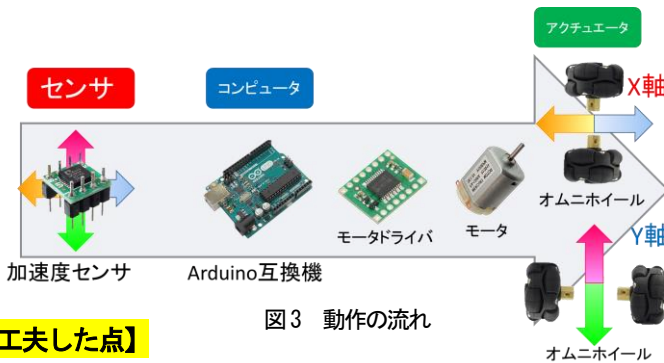 アクチュエータ
センサ
コンピュータ
X軸
オムニホイール
モータドライバ
モータ
Y軸
加速度センサ
Arduino互換機
図3 動作の流れ
工夫した点】
オムニホイール